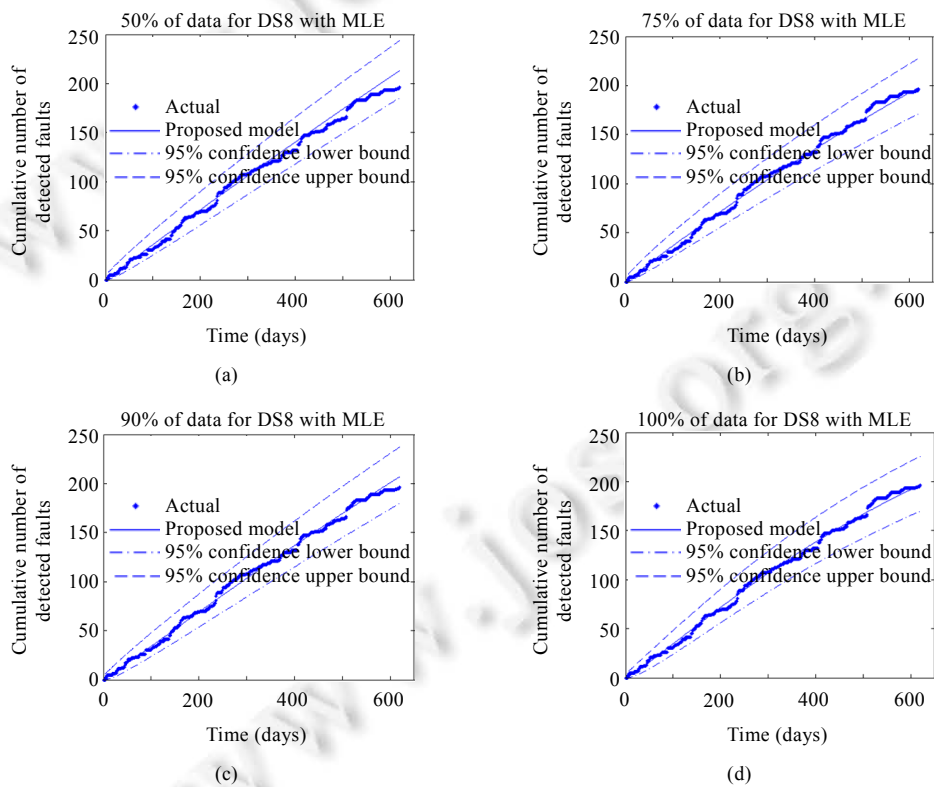 50% of data for DS8 with MLE
250
200
150
100
50
0
Cumulative number of
detected faults
Actual
Proposed model
95% confidence lower bound
95% confidence upper bound
0 200 400 600
Time (days)
(a)
75% of data for DS8 with MLE
250
200
150
100
50
0
Cumulative number of
detected faults
Actual
Proposed model
95% confidence lower bound
95% confidence upper bound
0 200 400 600
Time (days)
(b)
90% of data for DS8 with MLE
250
200
150
100
50
0
Cumulative number of
detected faults
Actual
Proposed model
95% confidence lower bound
95% confidence upper bound
0 200 400 600
Time (days)
(c)
100% of data for DS8 with MLE
250
200
150
100
50
0
Cumulative number of
detected faults
Actual
Proposed model
95% confidence lower bound
95% confidence upper bound
0 200 400 600
Time (days)
(d)
www.jos.org.